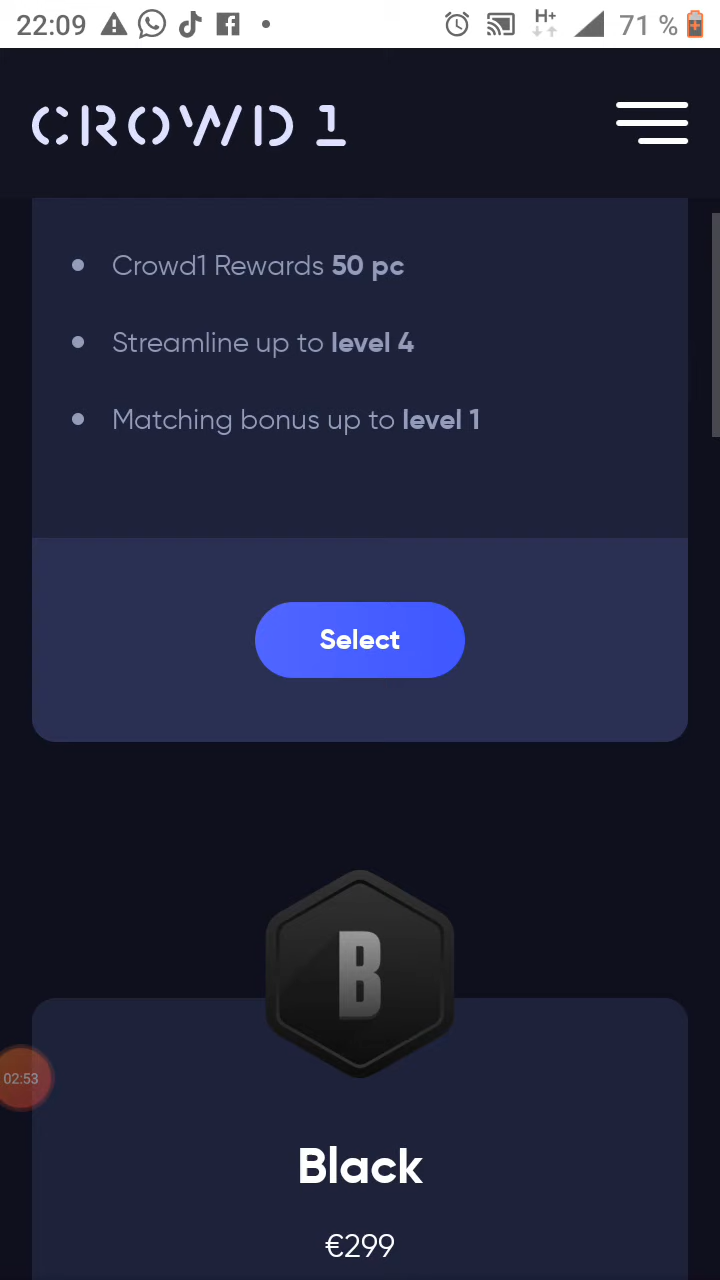 22:09 H+ 71 %
CROWD 1
Crowd1 Rewards 50 pc
Streamline up to level 4
Matching bonus up to level 1
Select
B
02:53
Black
€299